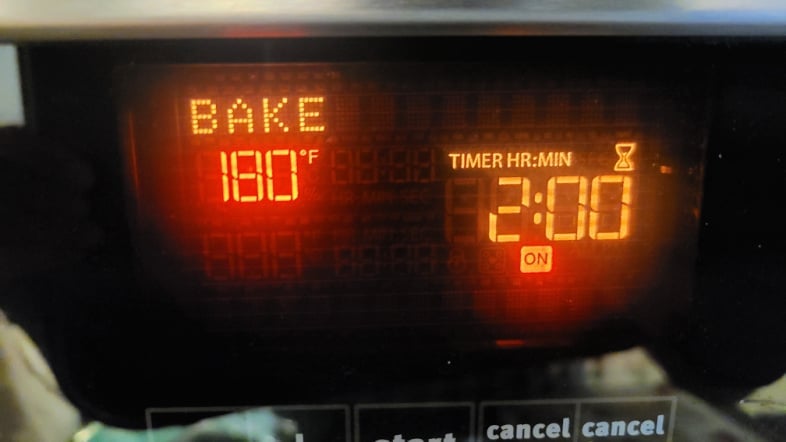 BAKE
180°F
TIMER HR:MIN
2:00
ON
start
cancel cancel